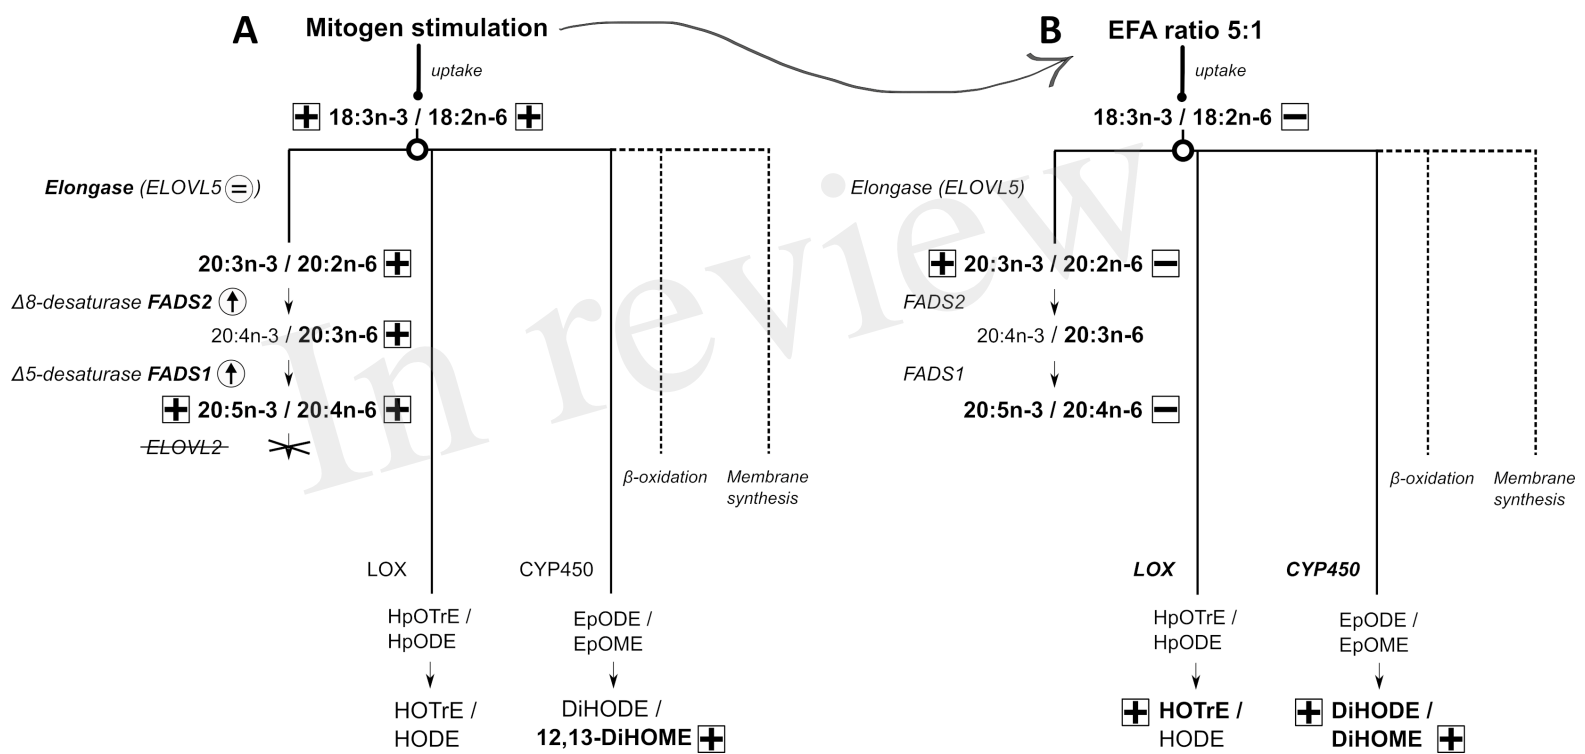 A Mitogen stimulation
uptake
+ 18:3n-3 / 18:2n-6 +
Elongase (ELOVL5 = )
20:3n-3 / 20:2n-6 +
Δ8-desaturase FADS2 ↑
20:4n-3 / 20:3n-6 +
Δ5-desaturase FADS1 ↑
+ 20:5n-3 / 20:4n-6 +
ELOVL2
β-oxidation
Membrane
synthesis
LOX
HpOTrE /
HpODE
HOTrE /
HODE
CYP450
EpODE /
EpOME
DiHODE /
12,13-DiHOME +
B EFA ratio 5:1
uptake
18:3n-3 / 18:2n-6 −
Elongase (ELOVL5)
+ 20:3n-3 / 20:2n-6 −
FADS2
20:4n-3 / 20:3n-6
FADS1
20:5n-3 / 20:4n-6 −
β-oxidation
Membrane
synthesis
LOX
HpOTrE /
HpODE
+ HOTrE /
HODE
CYP450
EpODE /
EpOME
+ DiHODE /
DiHOME +
In review